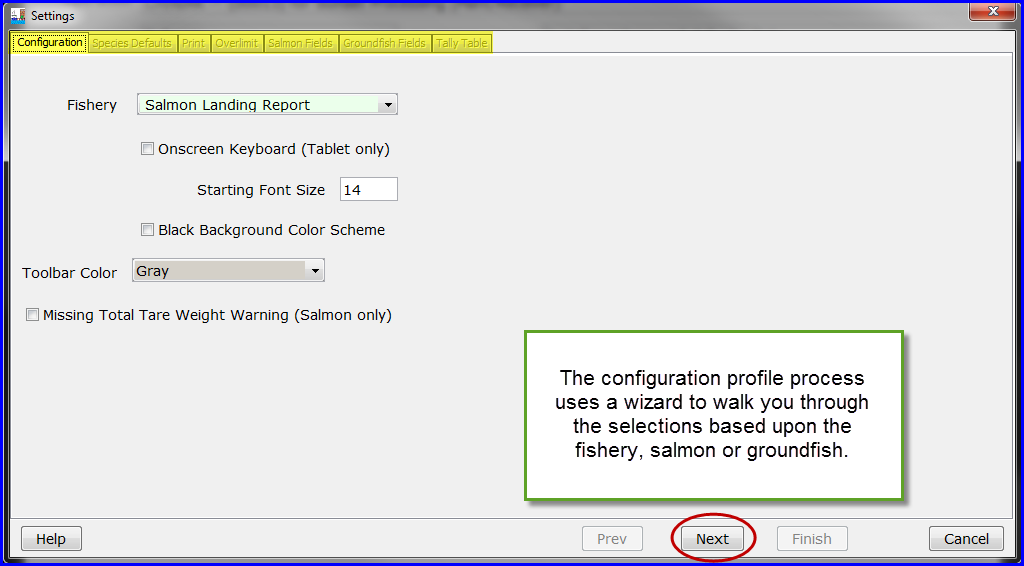 Settings
Configuration Species Defaults Print Overlimit Salmon Fields Groundfish Fields Tally Table
Fishery Salmon Landing Report
Onscreen Keyboard (Tablet only)
Starting Font Size 14
Black Background Color Scheme
Toolbar Color Gray
Missing Total Tare Weight Warning (Salmon only)
The configuration profile process
uses a wizard to walk you through
the selections based upon the
fishery, salmon or groundfish.
Help Prev Next Finish Cancel